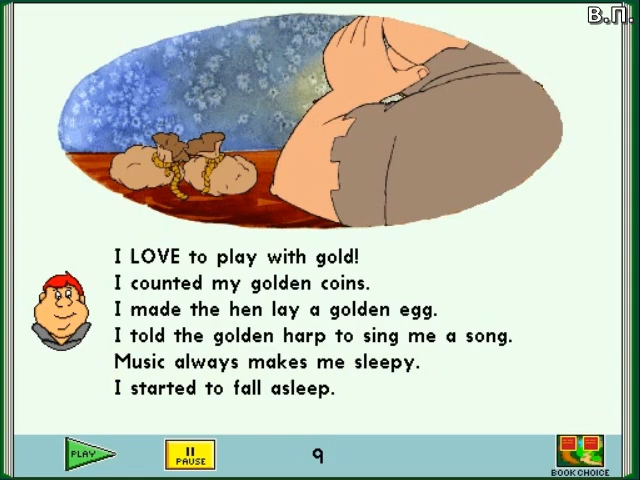 В.П.
I LOVE to play with gold!
I counted my golden coins.
I made the hen lay a golden egg.
I told the golden harp to sing me a song.
Music always makes me sleepy.
I started to fall asleep.
PLAY
PAUSE
9
BOOK CHOICE